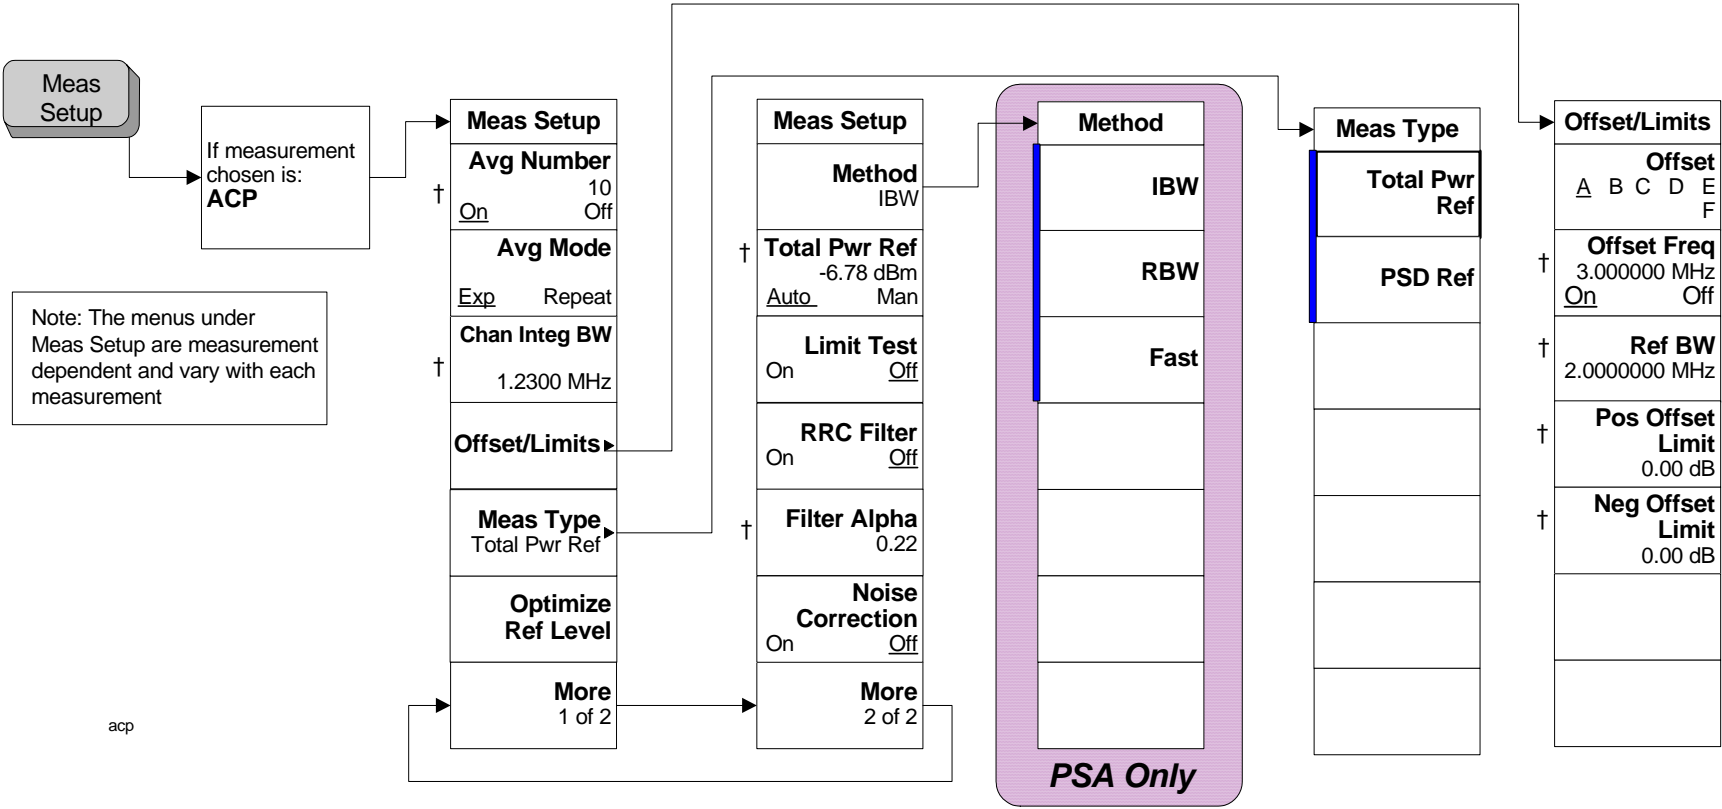 Meas
Setup
If measurement
chosen is:
ACP
Note: The menus under
Meas Setup are measurement
dependent and vary with each
measurement
acp
Meas Setup
Avg Number
†
10
On Off
Avg Mode
Exp Repeat
Chan Integ BW
†
1.2300 MHz
Offset/Limits
Meas Type
Total Pwr Ref
Optimize
Ref Level
More
1 of 2
Meas Setup
Method
IBW
† Total Pwr Ref
-6.78 dBm
Auto Man
Limit Test
On Off
RRC Filter
On Off
† Filter Alpha
0.22
Noise
Correction
On Off
More
2 of 2
Method
IBW
RBW
Fast
PSA Only
Meas Type
Total Pwr
Ref
PSD Ref
Offset/Limits
Offset
A B C D E
F
† Offset Freq
3.000000 MHz
On Off
† Ref BW
2.0000000 MHz
† Pos Offset
Limit
0.00 dB
† Neg Offset
Limit
0.00 dB